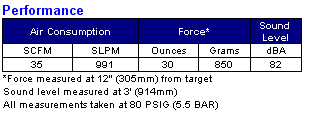 Performance
Air Consumption Force* Sound Level
SCFM SLPM Ounces Grams dBA
35 991 30 850 82
*Force measured at 12" (305mm) from target
Sound level measured at 3' (914mm)
All measurements taken at 80 PSIG (5.5 BAR)